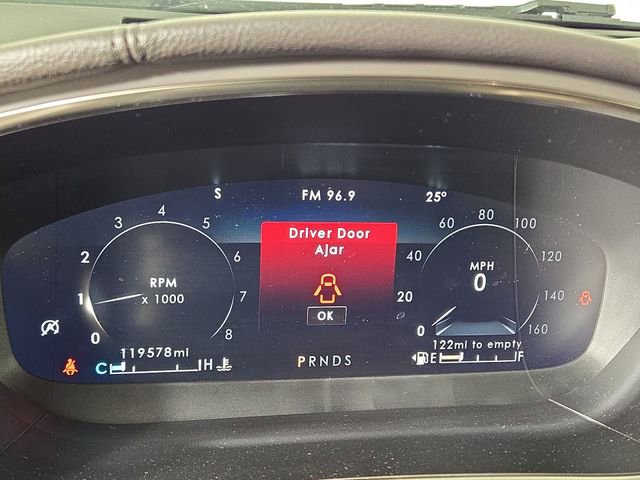 S FM 96.9 25°
Driver Door
Ajar
OK
3 4 5
2 6
1 7
0 8
RPM
x 1000
60 80 100
40 120
20 140
0 160
MPH
0
119578mi
122mi to empty
C H
PRNDS
E F